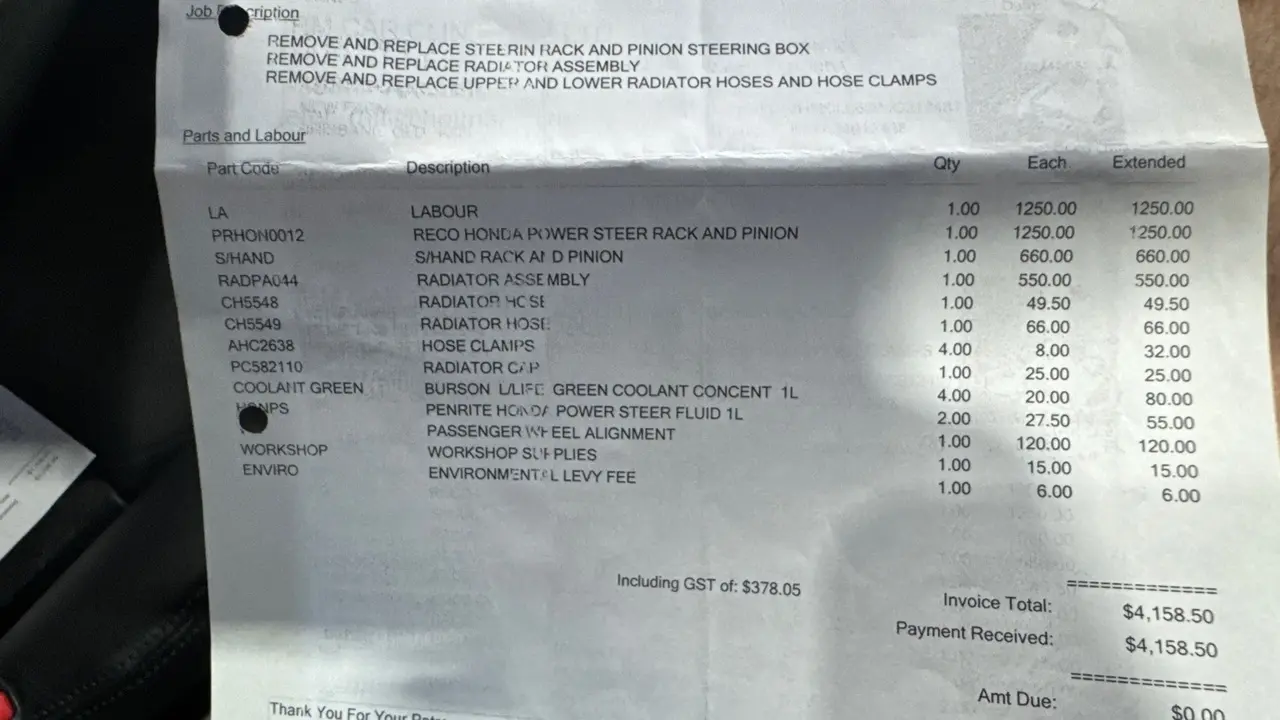 Job ription
REMOVE AND REPLACE STEERIN RACK AND PINION STEERING BOX
REMOVE AND REPLACE RADIATOR ASSEMBLY
REMOVE AND REPLACE UPPER AND LOWER RADIATOR HOSES AND HOSE CLAMPS
Parts and Labour
Part Code Description Qty Each Extended
LA LABOUR 1.00 1250.00 1250.00
PRHON0012 RECO HONDA POWER STEER RACK AND PINION 1.00 1250.00 1250.00
S/HAND S/HAND RACK AND PINION 1.00 660.00 660.00
RADPA044 RADIATOR ASSEMBLY 1.00 550.00 550.00
CH5548 RADIATOR HOSE 1.00 49.50 49.50
CH5549 RADIATOR HOSE 1.00 66.00 66.00
AHC2638 HOSE CLAMPS 4.00 8.00 32.00
PC582110 RADIATOR CAP 1.00 25.00 25.00
COOLANT GREEN BURSON L/LIFE GREEN COOLANT CONCENT 1L 4.00 20.00 80.00
HONPS PENRITE HONDA POWER STEER FLUID 1L 2.00 27.50 55.00
PASSENGER WHEEL ALIGNMENT 1.00 120.00 120.00
WORKSHOP WORKSHOP SUPPLIES 1.00 15.00 15.00
ENVIRO ENVIRONMENTAL LEVY FEE 1.00 6.00 6.00
Including GST of: $378.05
=============
Invoice Total: $4,158.50
Payment Received: $4,158.50
=============
Amt Due: $0.00
Thank You For Your